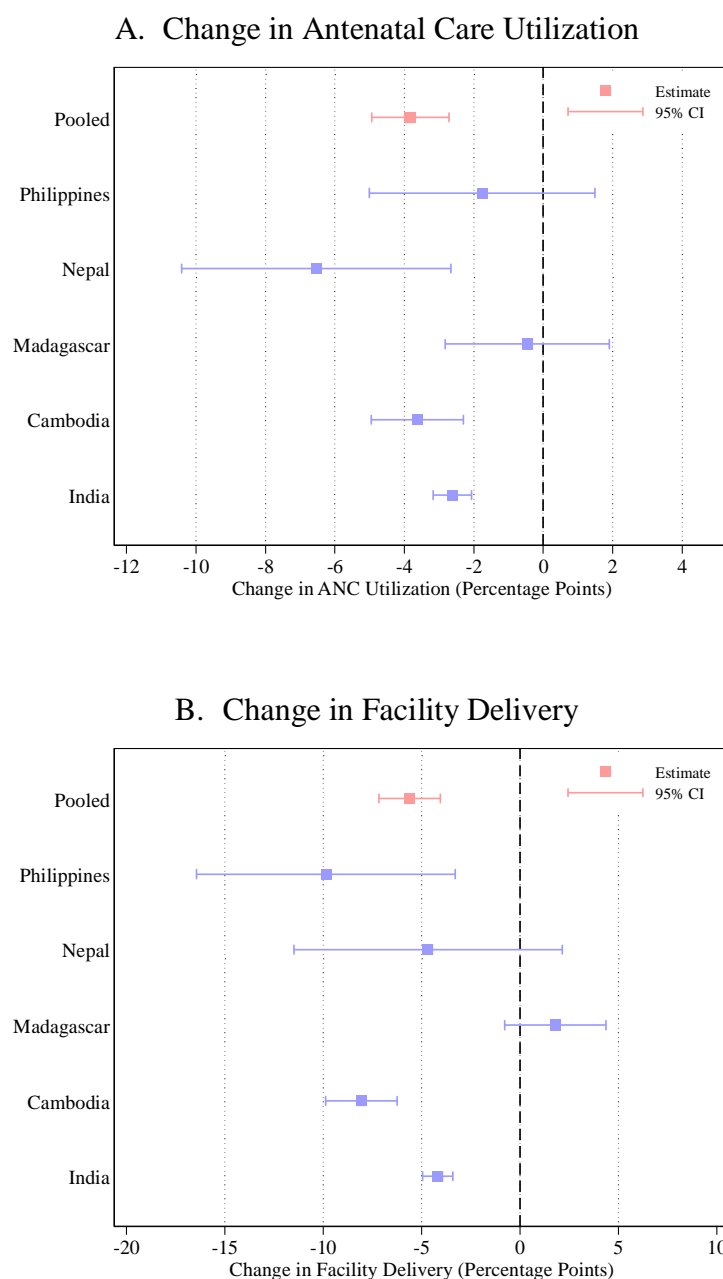 A. Change in Antenatal Care Utilization
Estimate
95% CI
Pooled
Philippines
Nepal
Madagascar
Cambodia
India
-12 -10 -8 -6 -4 -2 0 2 4
Change in ANC Utilization (Percentage Points)
B. Change in Facility Delivery
Estimate
95% CI
Pooled
Philippines
Nepal
Madagascar
Cambodia
India
-20 -15 -10 -5 0 5 10
Change in Facility Delivery (Percentage Points)